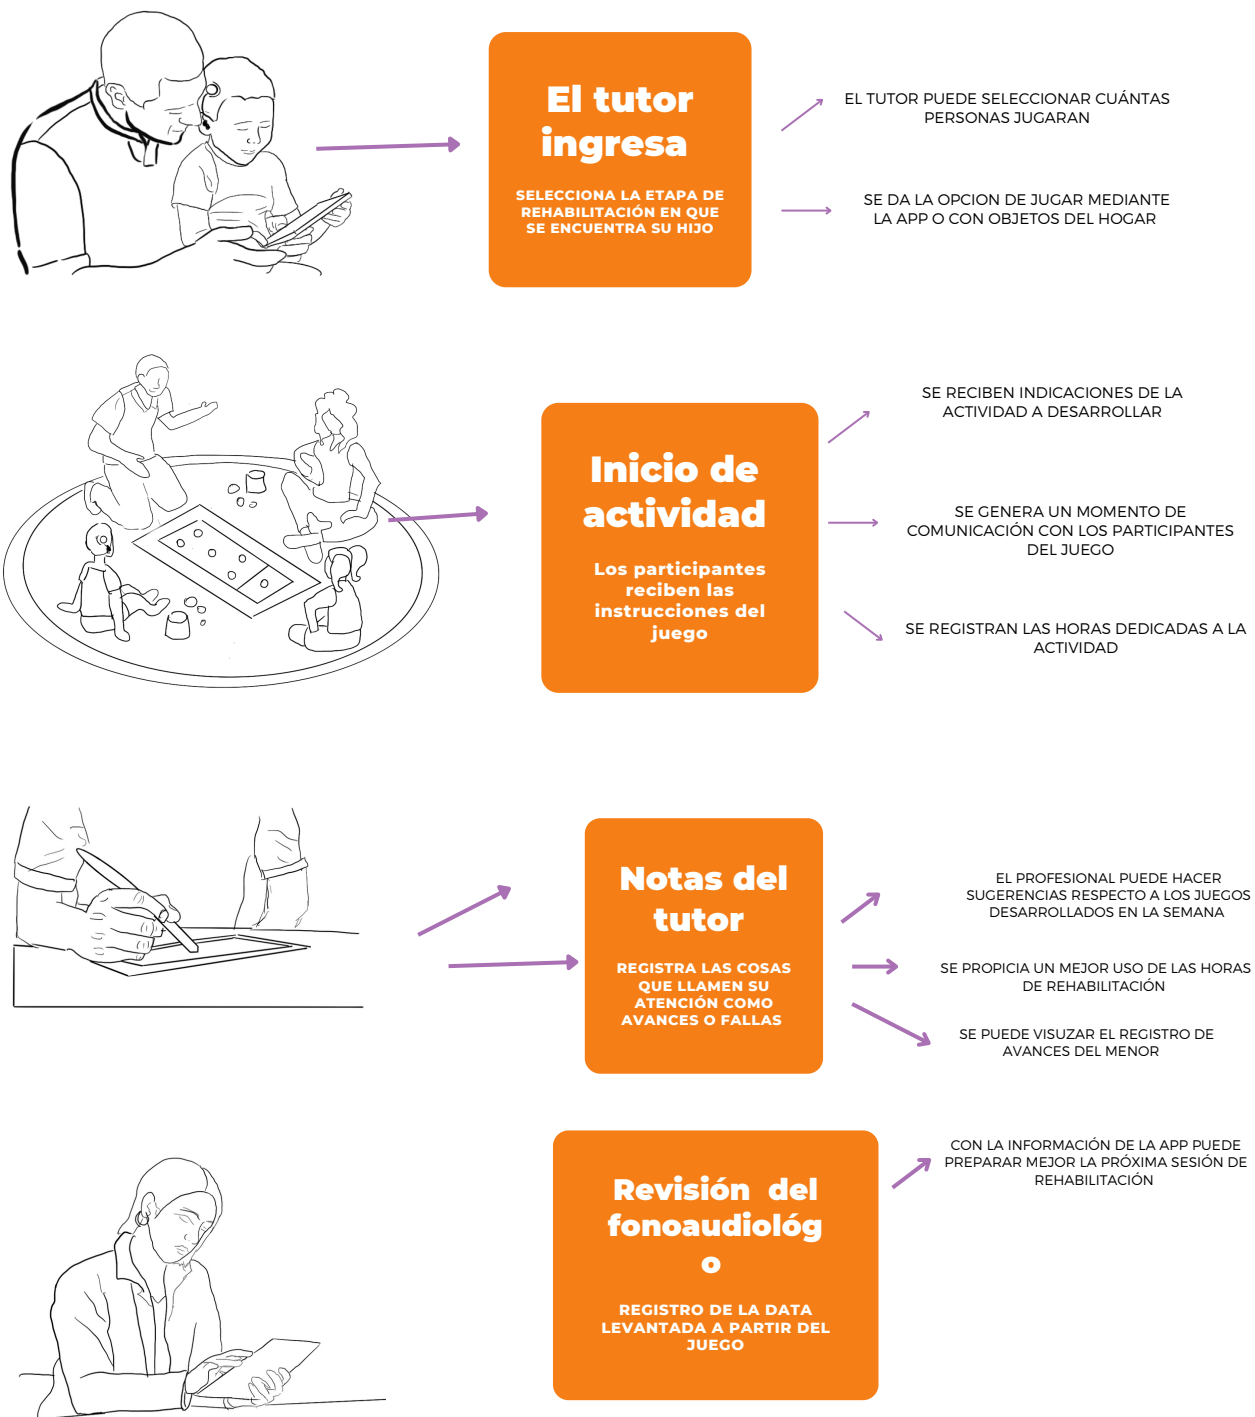 El tutor
ingresa
SELECCIONA LA ETAPA DE
REHABILITACIÓN EN QUE
SE ENCUENTRA SU HIJO
EL TUTOR PUEDE SELECCIONAR CUÁNTAS
PERSONAS JUGARAN
SE DA LA OPCION DE JUGAR MEDIANTE
LA APP O CON OBJETOS DEL HOGAR
Inicio de
actividad
Los participantes
reciben las
instrucciones del
juego
SE RECIBEN INDICACIONES DE LA
ACTIVIDAD A DESARROLLAR
SE GENERA UN MOMENTO DE
COMUNICACIÓN CON LOS PARTICIPANTES
DEL JUEGO
SE REGISTRAN LAS HORAS DEDICADAS A LA
ACTIVIDAD
Notas del
tutor
REGISTRA LAS COSAS
QUE LLAMEN SU
ATENCIÓN COMO
AVANCES O FALLAS
EL PROFESIONAL PUEDE HACER
SUGERENCIAS RESPECTO A LOS JUEGOS
DESARROLLADOS EN LA SEMANA
SE PROPICIA UN MEJOR USO DE LAS HORAS
DE REHABILITACIÓN
SE PUEDE VISUZAR EL REGISTRO DE
AVANCES DEL MENOR
Revisión del
fonoaudiológ
o
REGISTRO DE LA DATA
LEVANTADA A PARTIR DEL
JUEGO
CON LA INFORMACIÓN DE LA APP PUEDE
PREPARAR MEJOR LA PRÓXIMA SESIÓN DE
REHABILITACIÓN